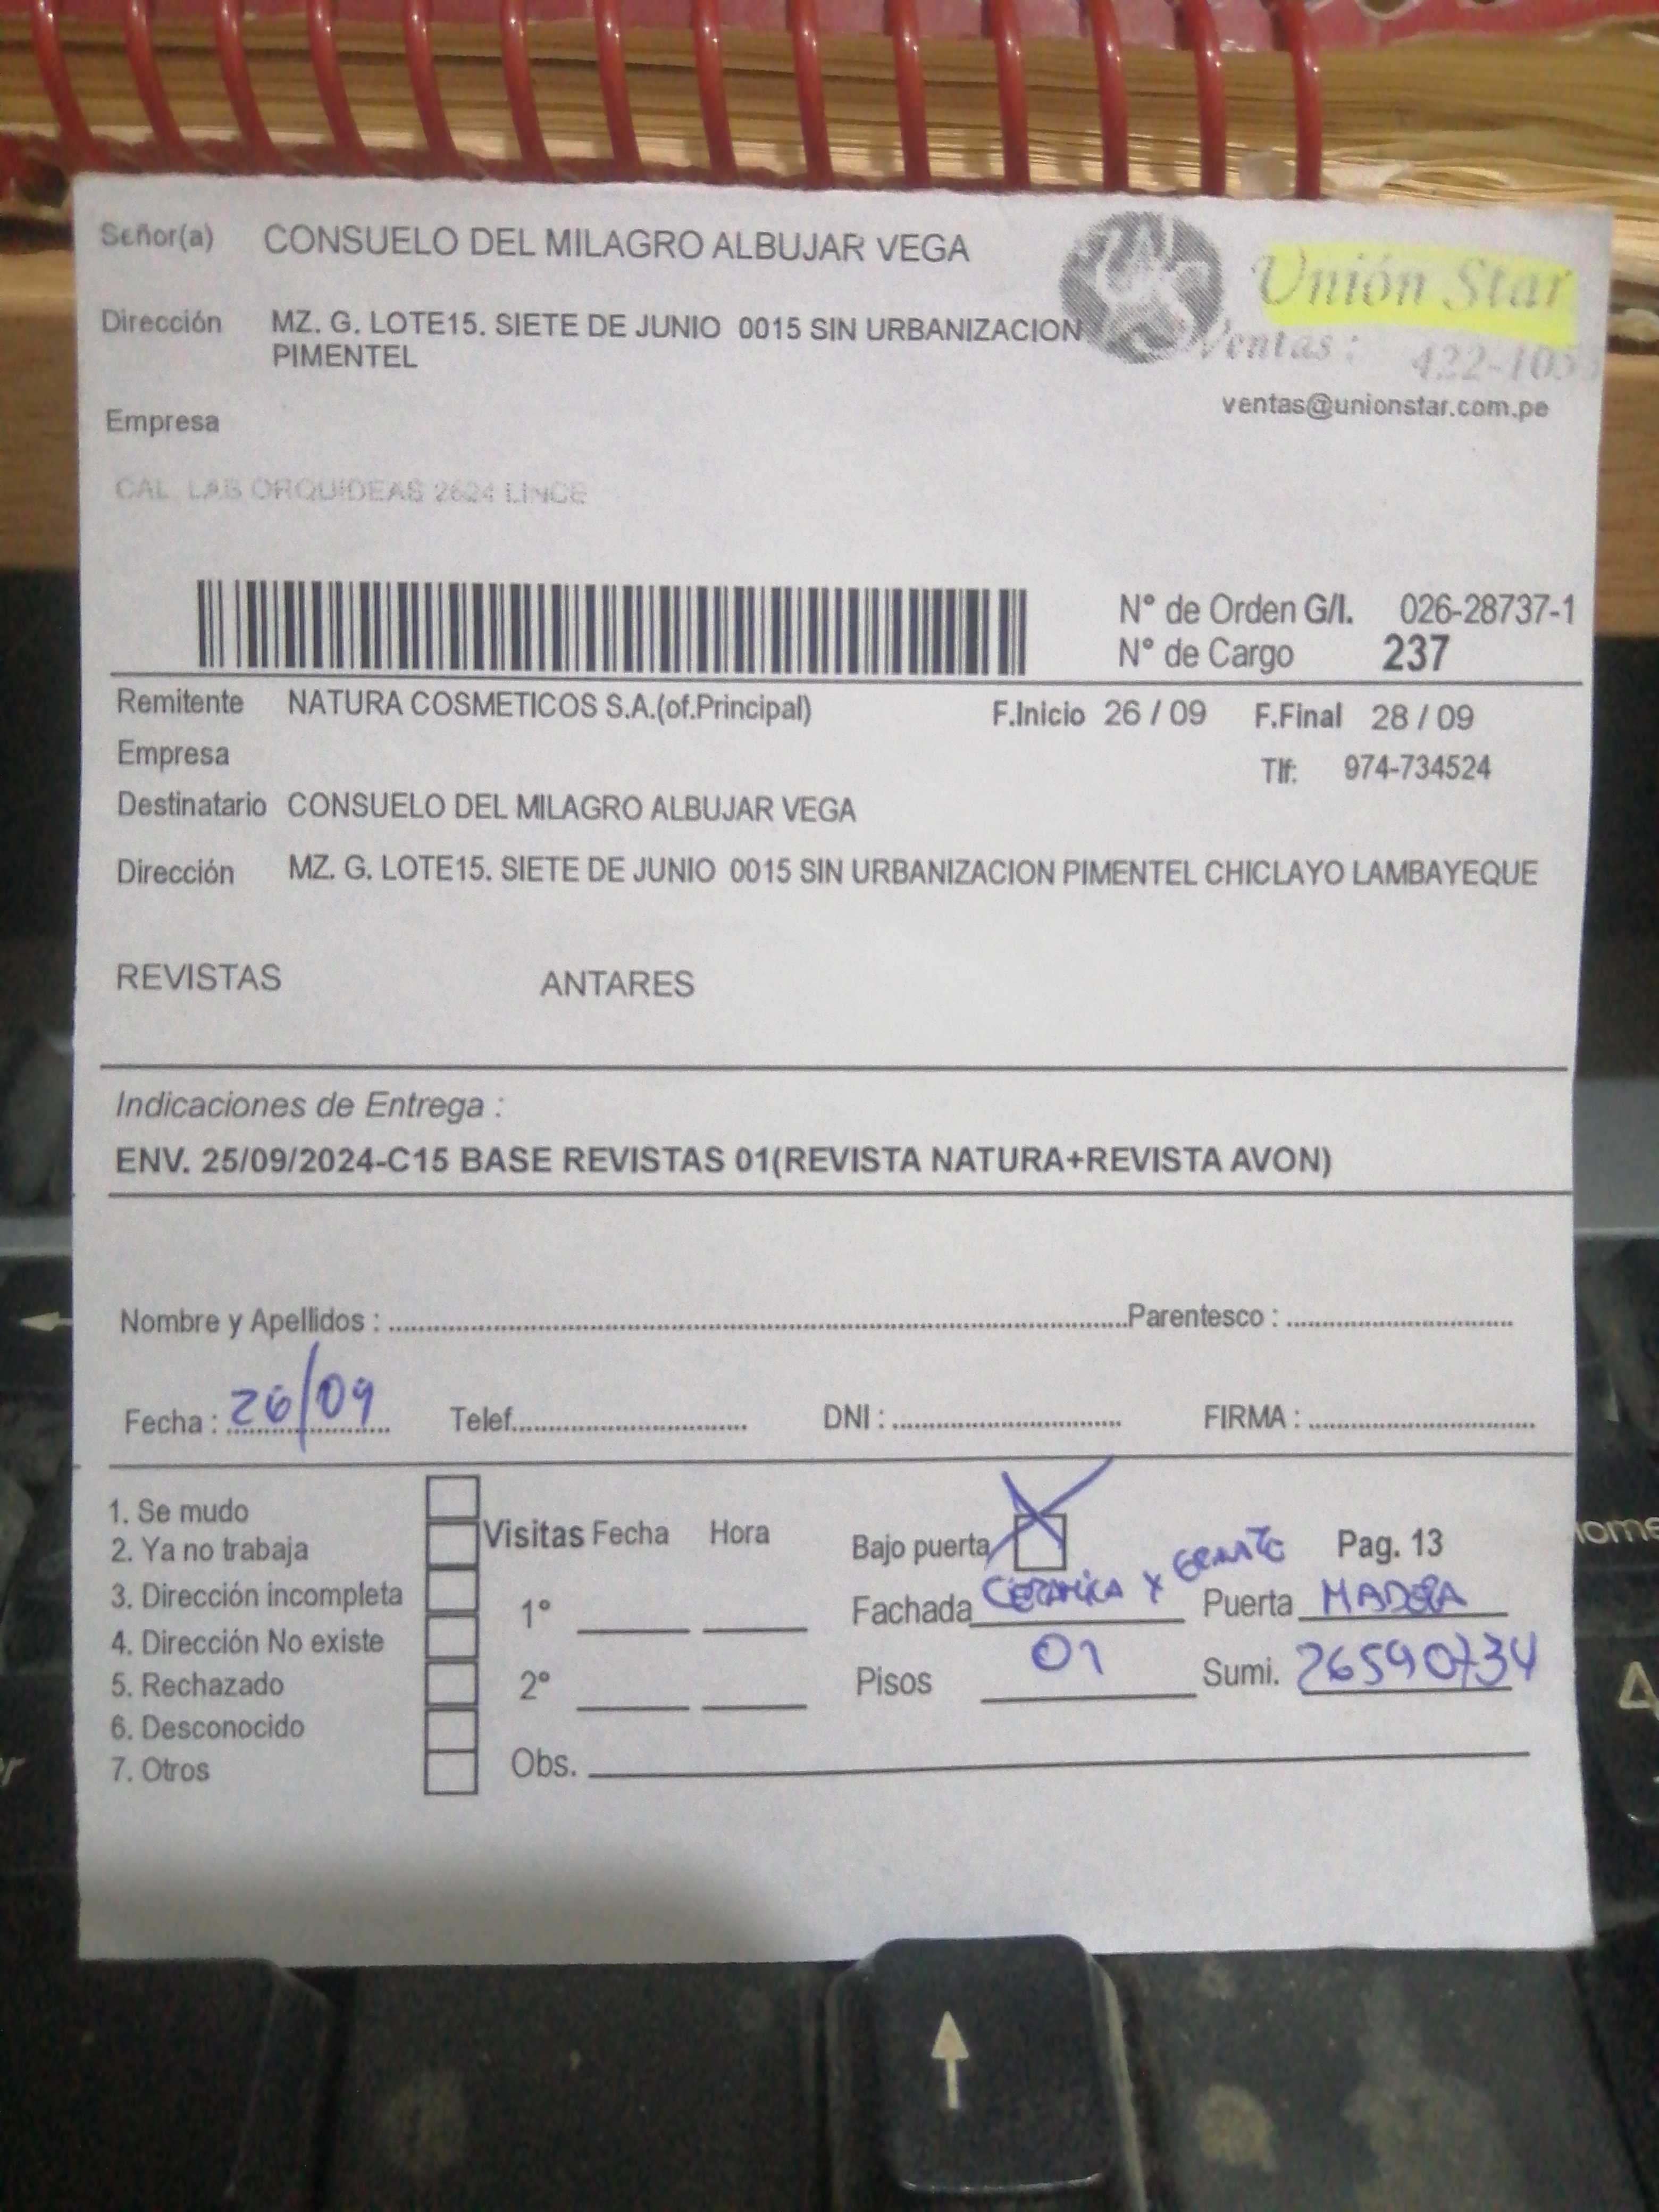 Señor(a) CONSUELO DEL MILAGRO ALBUJAR VEGA
Unión Star
Dirección MZ. G. LOTE15. SIETE DE JUNIO 0015 SIN URBANIZACION
PIMENTEL
Ventas: 422-105
ventas@unionstar.com.pe
Empresa
CAL. LAS ORQUIDEAS 2624 LINCE
N° de Orden G/I. 026-28737-1
N° de Cargo 237
Remitente NATURA COSMETICOS S.A.(of.Principal) F.Inicio 26 / 09 F.Final 28 / 09
Empresa Tlf: 974-734524
Destinatario CONSUELO DEL MILAGRO ALBUJAR VEGA
Dirección MZ. G. LOTE15. SIETE DE JUNIO 0015 SIN URBANIZACION PIMENTEL CHICLAYO LAMBAYEQUE
REVISTAS ANTARES
Indicaciones de Entrega :
ENV. 25/09/2024-C15 BASE REVISTAS 01(REVISTA NATURA+REVISTA AVON)
Nombre y Apellidos : Parentesco :
Fecha : 26/09 Telef. DNI : FIRMA :
1. Se mudo
2. Ya no trabaja
3. Dirección incompleta
4. Dirección No existe
5. Rechazado
6. Desconocido
7. Otros
Visitas Fecha Hora
1°
2°
Obs.
Bajo puerta X Pag. 13
Fachada CERAMICA x Puerta MADERA
Pisos 01 Sumi. 26590734
home
4